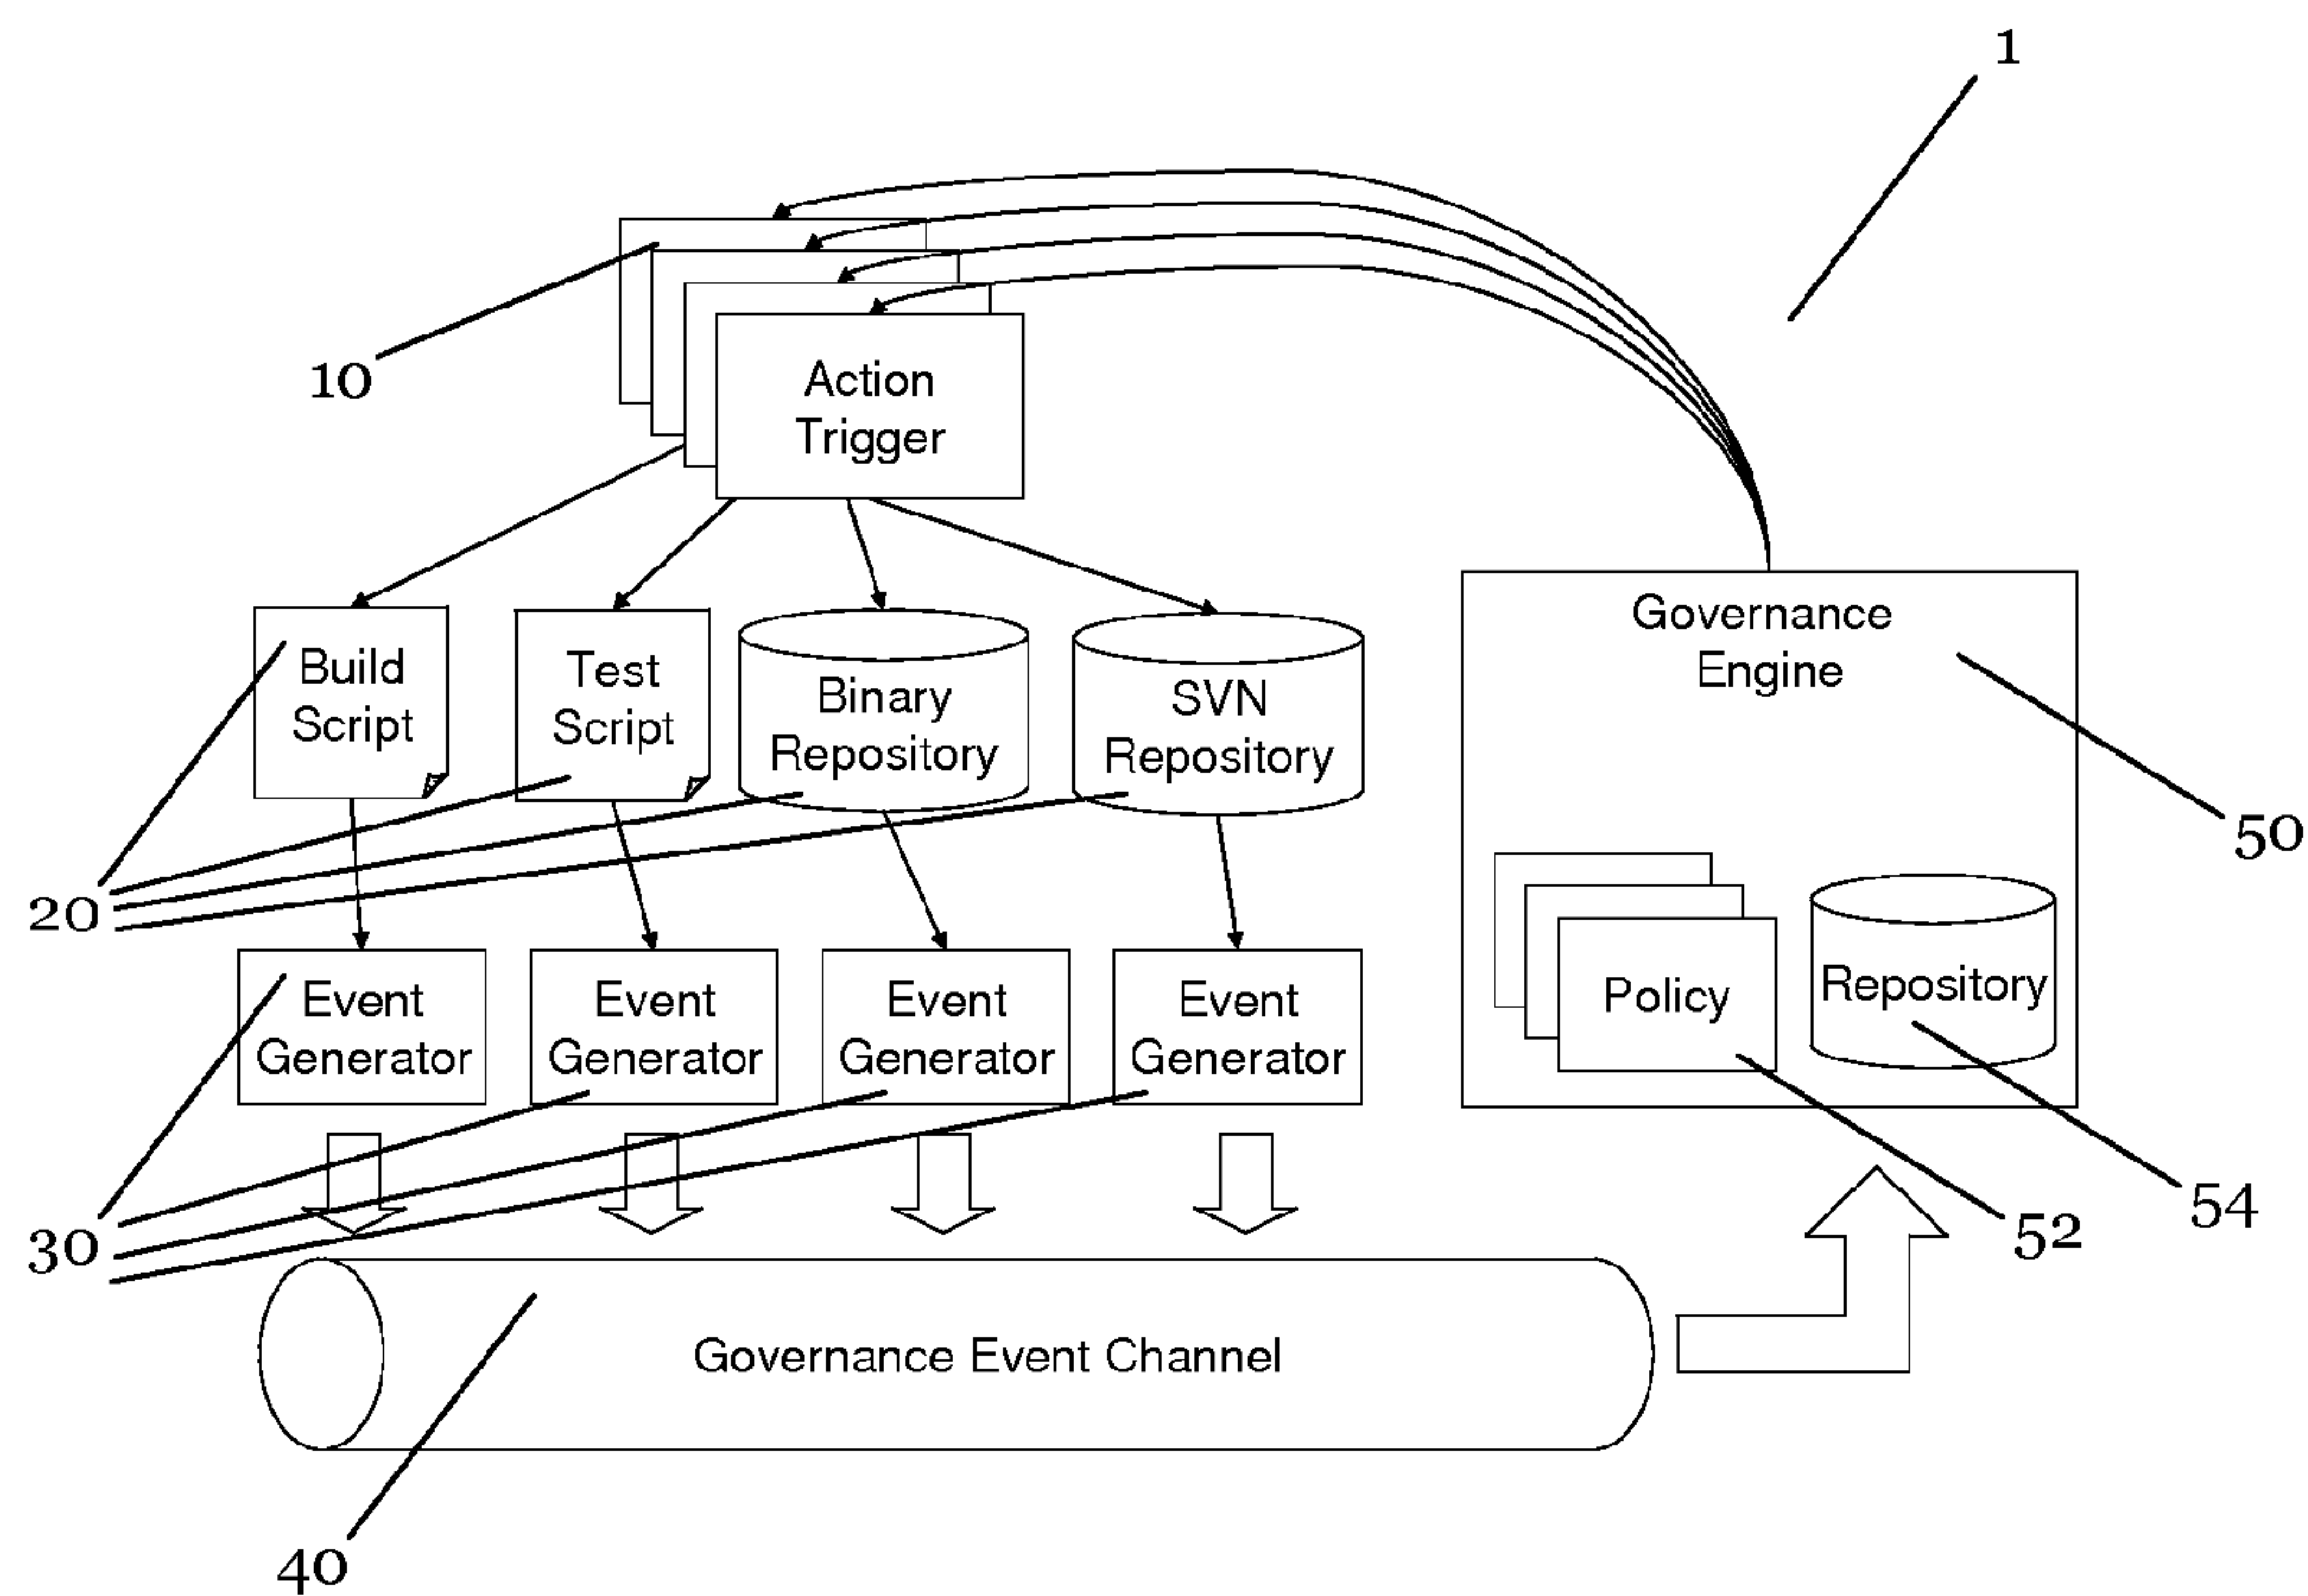 1
10
Action
Trigger
Build
Script
Test
Script
Binary
Repository
SVN
Repository
Governance
Engine
50
20
Event
Generator
Event
Generator
Event
Generator
Event
Generator
Policy
Repository
54
52
30
Governance Event Channel
40